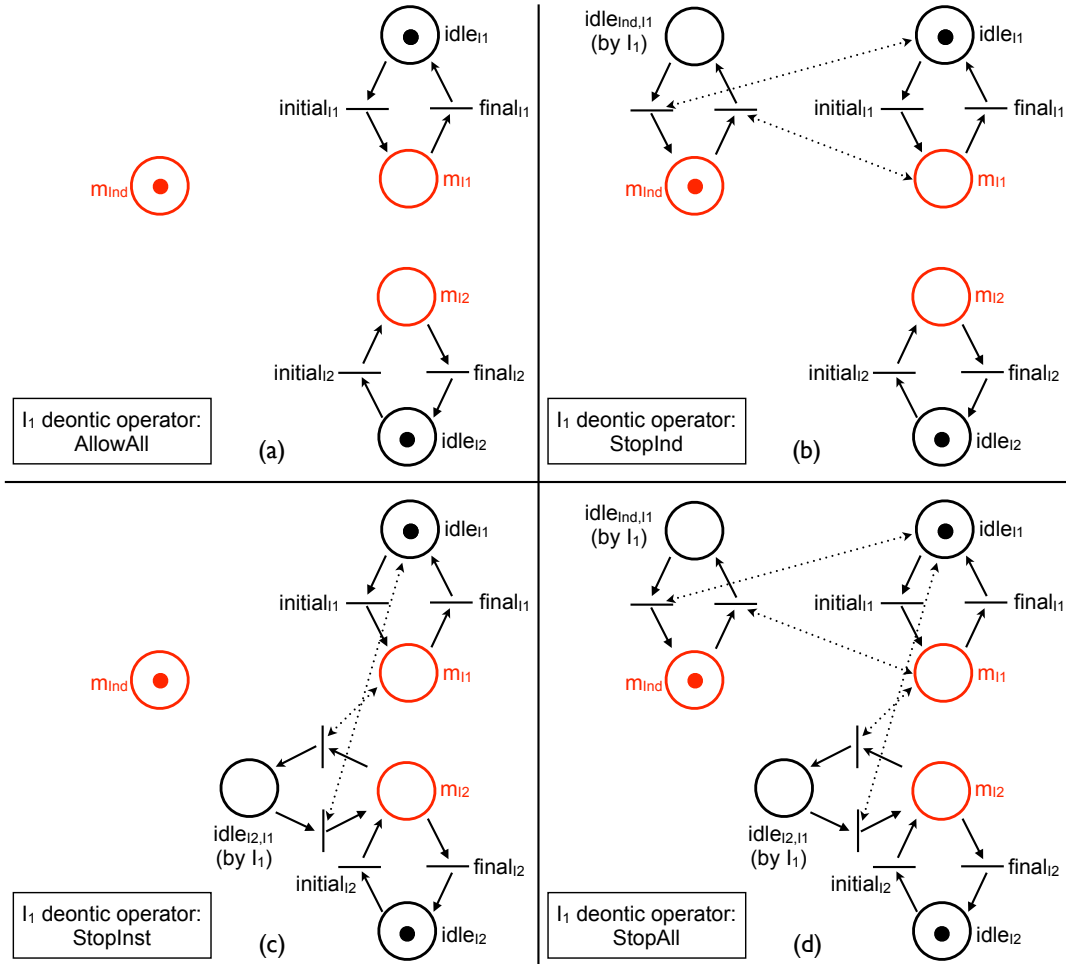 idle_I1
initial_I1
final_I1
m_Ind
m_I1
m_I2
initial_I2
final_I2
idle_I2
I₁ deontic operator:
AllowAll
(a)
idle_Ind,I1
(by I₁)
idle_I1
initial_I1
final_I1
m_Ind
m_I1
m_I2
initial_I2
final_I2
idle_I2
I₁ deontic operator:
StopInd
(b)
idle_I1
initial_I1
final_I1
m_Ind
m_I1
m_I2
idle_I2,I1
(by I₁)
initial_I2
final_I2
idle_I2
I₁ deontic operator:
StopInst
(c)
idle_Ind,I1
(by I₁)
idle_I1
initial_I1
final_I1
m_Ind
m_I1
m_I2
idle_I2,I1
(by I₁)
initial_I2
final_I2
idle_I2
I₁ deontic operator:
StopAll
(d)